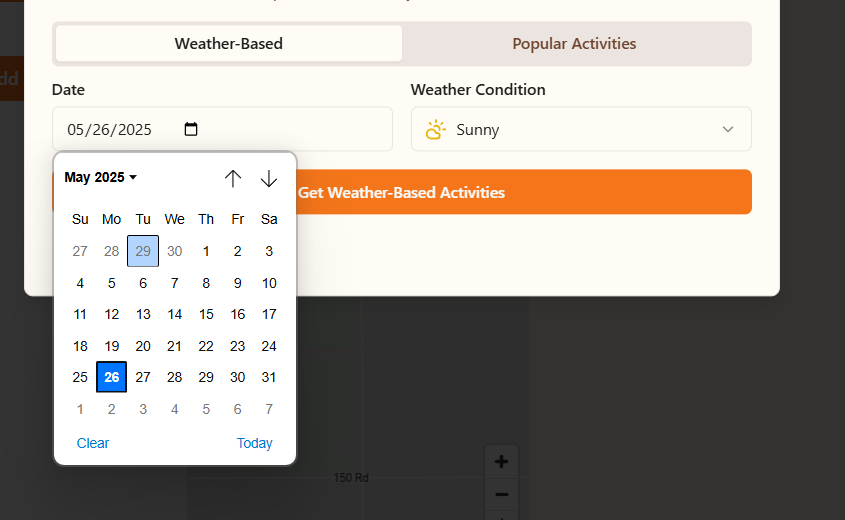 Weather-Based Popular Activities
Date Weather Condition
05/26/2025 Sunny
May 2025
Get Weather-Based Activities
Su Mo Tu We Th Fr Sa
27 28 29 30 1 2 3
4 5 6 7 8 9 10
11 12 13 14 15 16 17
18 19 20 21 22 23 24
25 26 27 28 29 30 31
1 2 3 4 5 6 7
Clear Today
150 Rd